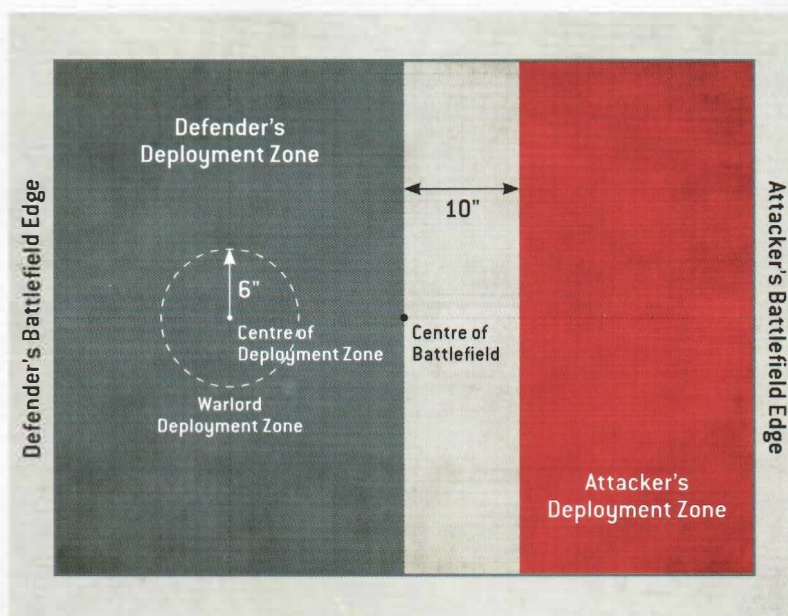 Defender's
Deployment Zone
10"
6"
Centre of
Deployment Zone
Centre of
Battlefield
Warlord
Deployment Zone
Attacker's
Deployment Zone
Defender's Battlefield Edge
Attacker's Battlefield Edge